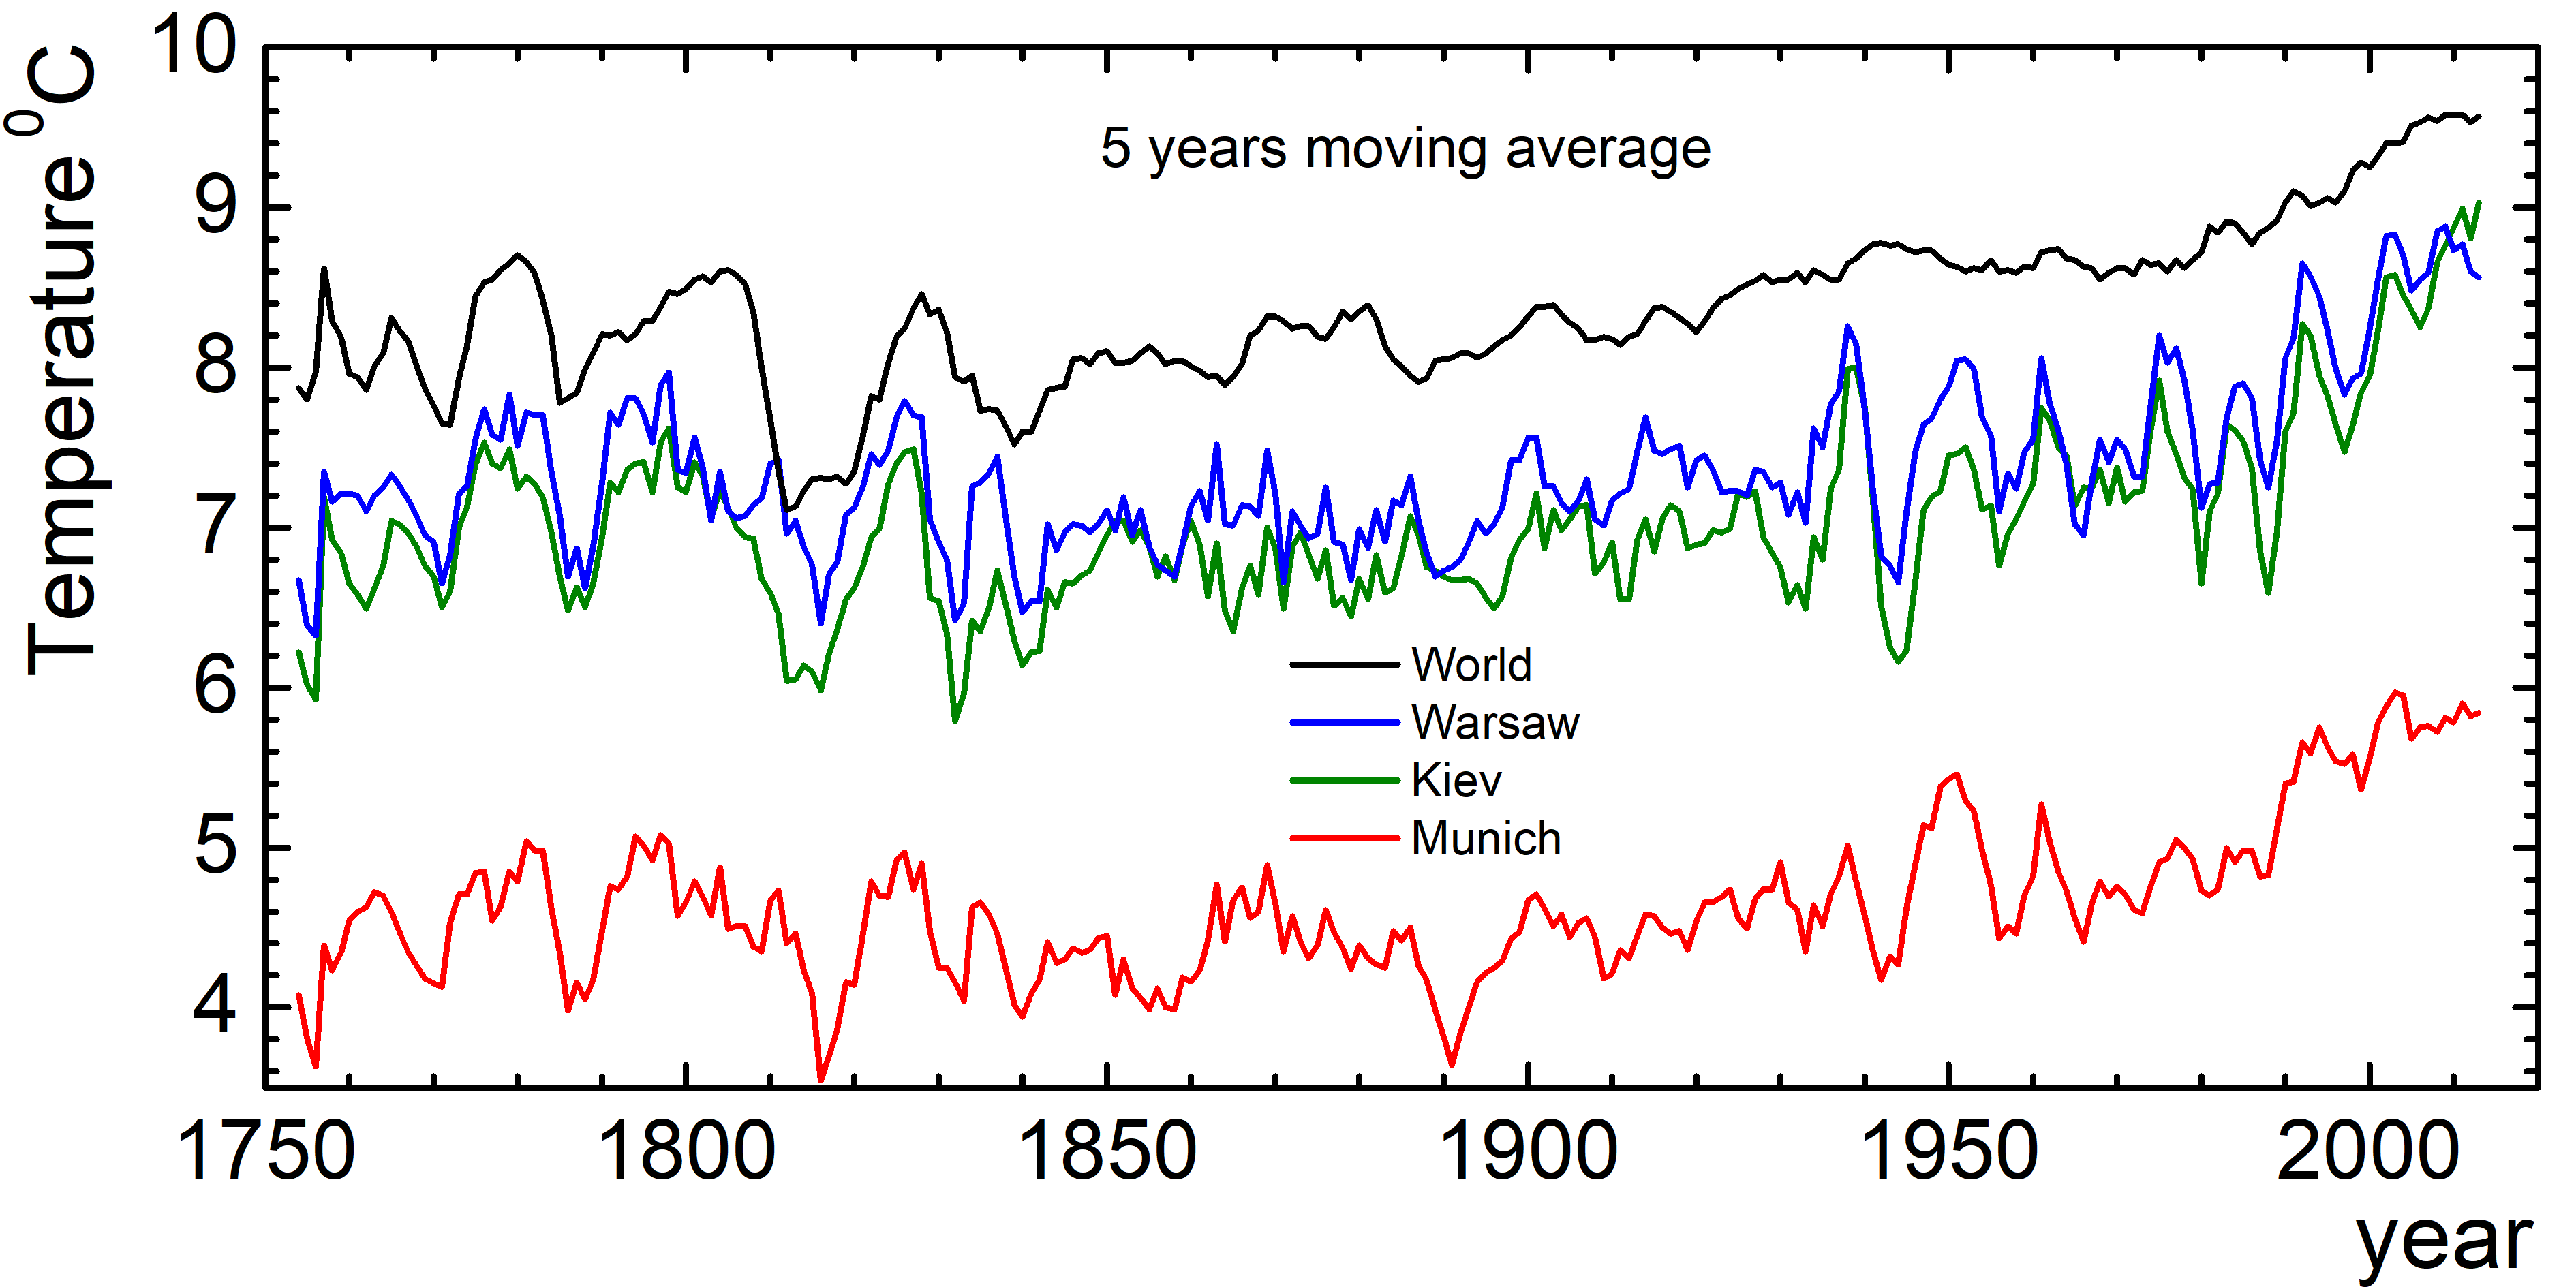 Temperature ⁰C
10
9
8
7
6
5
4
5 years moving average
World
Warsaw
Kiev
Munich
1750 1800 1850 1900 1950 2000
year